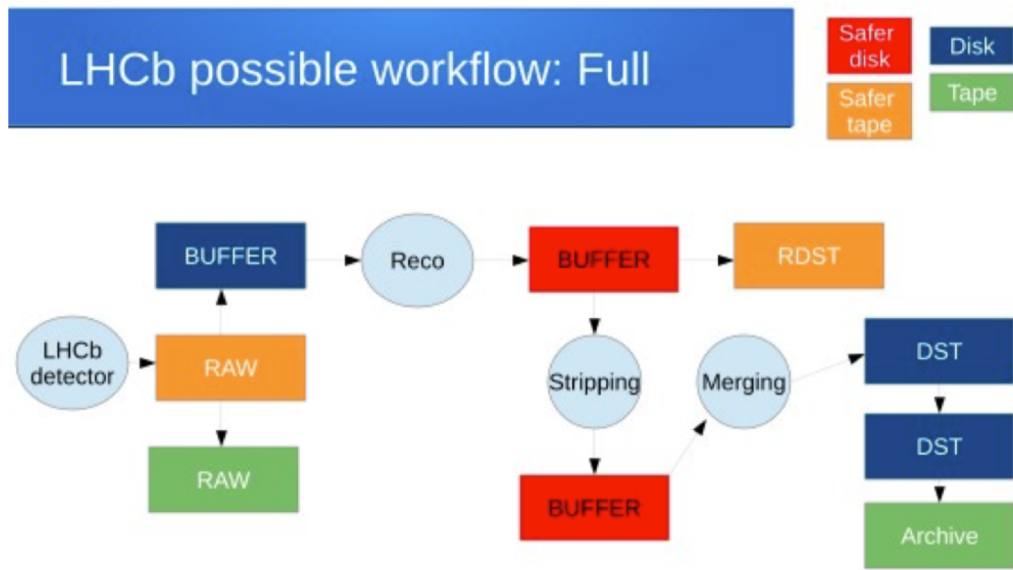 LHCb possible workflow: Full
Safer
disk
Disk
Safer
tape
Tape
BUFFER
Reco
BUFFER
RDST
LHCb
detector
RAW
Stripping
Merging
DST
RAW
BUFFER
DST
Archive